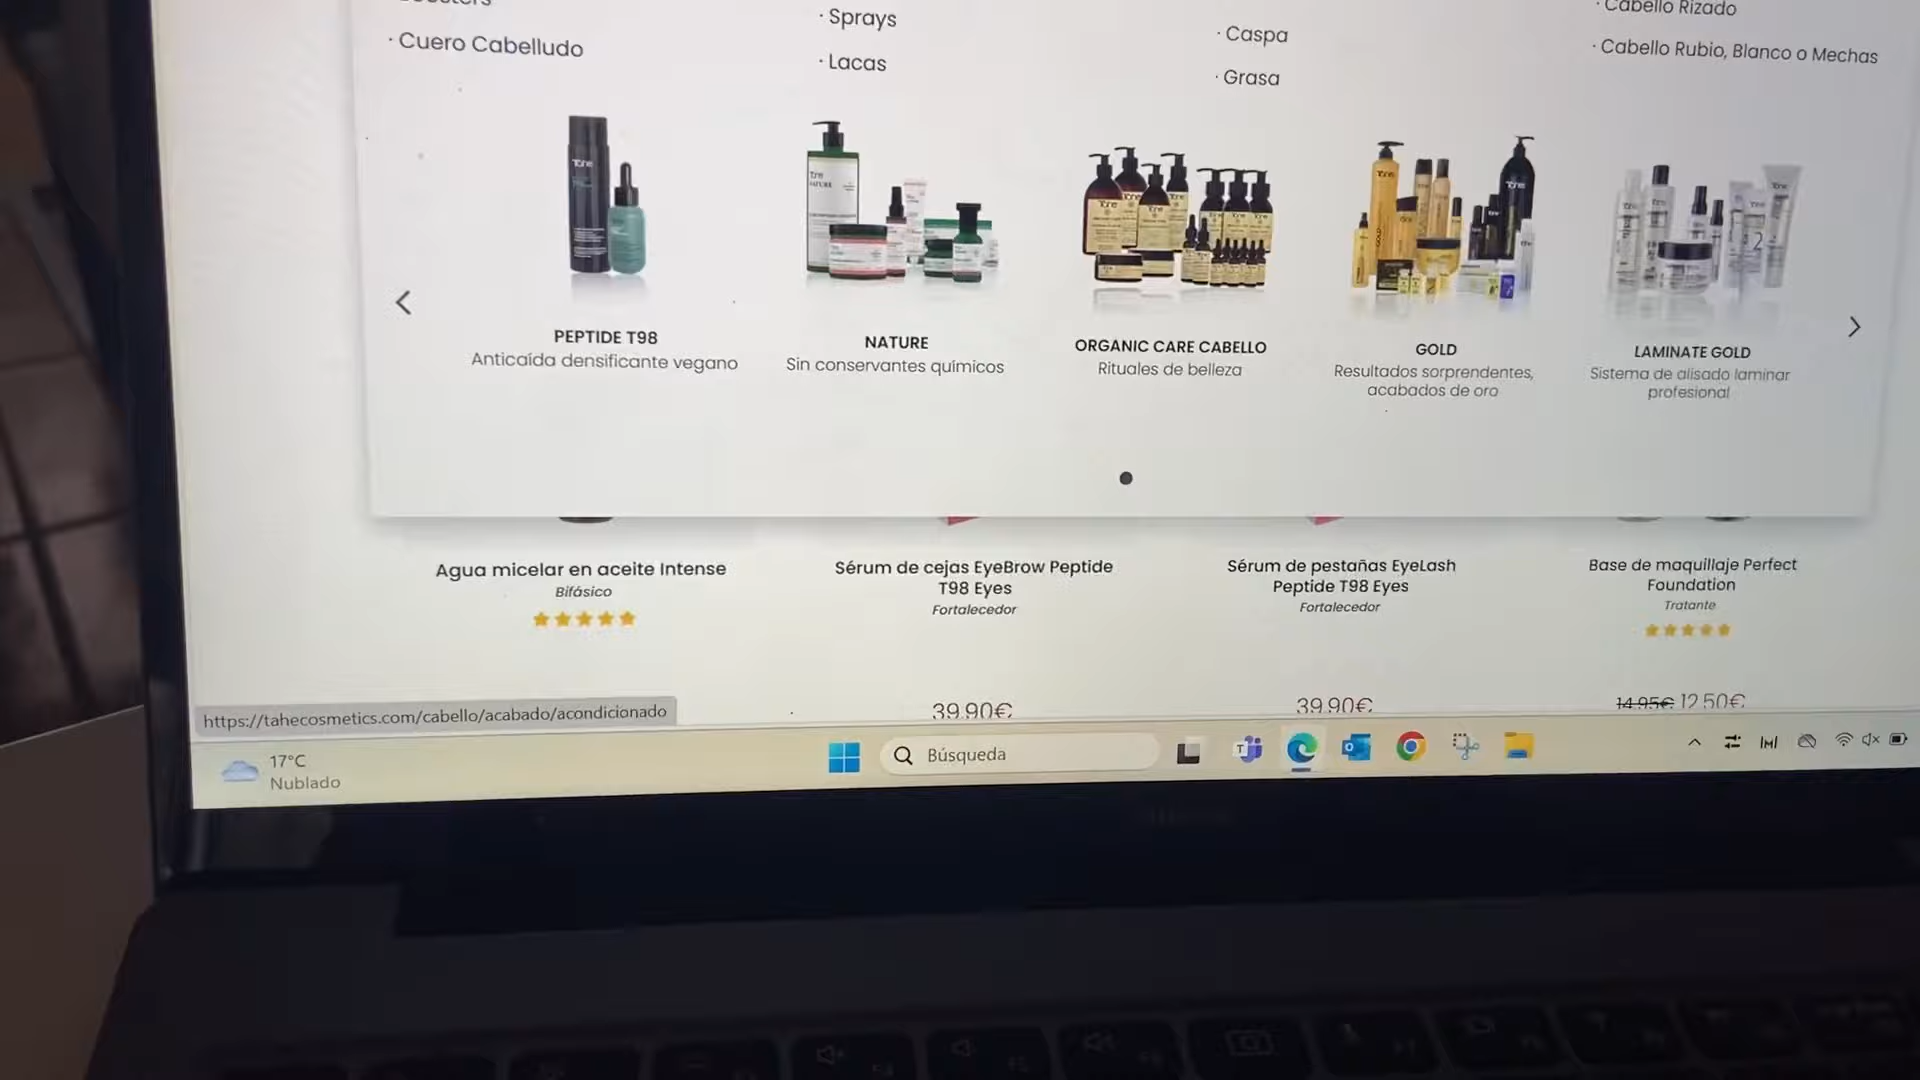 · Cuero Cabelludo
· Sprays
· Lacas
· Caspa
· Grasa
· Cabello Rizado
· Cabello Rubio, Blanco o Mechas
PEPTIDE T98
Anticaída densificante vegano
NATURE
Sin conservantes químicos
ORGANIC CARE CABELLO
Rituales de belleza
GOLD
Resultados sorprendentes,
acabados de oro
LAMINATE GOLD
Sistema de alisado laminar
profesional
Agua micelar en aceite Intense
Bifásico
Sérum de cejas EyeBrow Peptide
T98 Eyes
Fortalecedor
39.90€
Sérum de pestañas EyeLash
Peptide T98 Eyes
Fortalecedor
39.90€
Base de maquillaje Perfect
Foundation
Tratante
14.95€ 12.50€
https://tahecosmetics.com/cabello/acabado/acondicionado
17°C
Nublado
Búsqueda